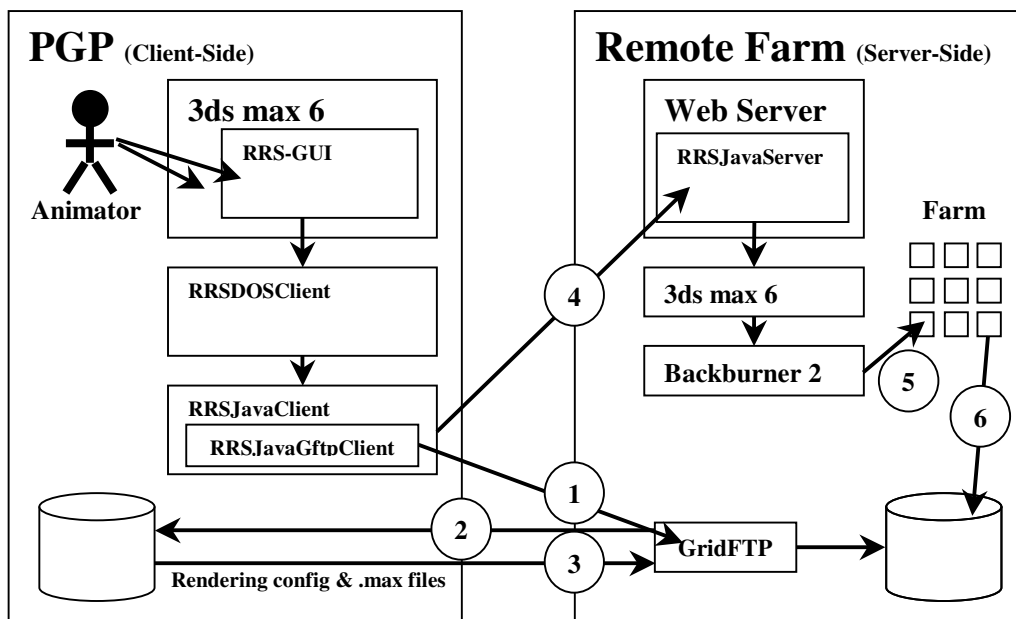 PGP (Client-Side)
3ds max 6
RRS-GUI
Animator
RRSDOSClient
RRSJavaClient
RRSJavaGftpClient
Remote Farm (Server-Side)
Web Server
RRSJavaServer
Farm
3ds max 6
Backburner 2
4
5
6
1
2
3
GridFTP
Rendering config & .max files